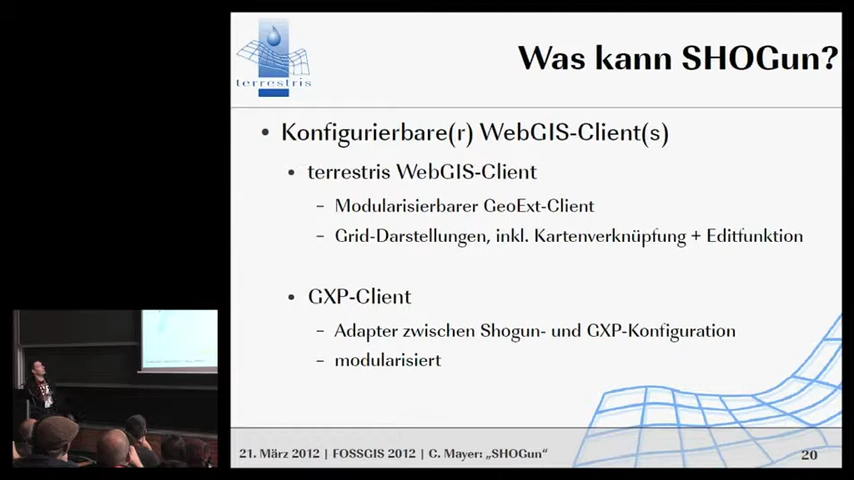 terrestris
Was kann SHOGun?
• Konfigurierbare(r) WebGIS-Client(s)
• terrestris WebGIS-Client
– Modularisierbarer GeoExt-Client
– Grid-Darstellungen, inkl. Kartenverknüpfung + Editfunktion
• GXP-Client
– Adapter zwischen Shogun- und GXP-Konfiguration
– modularisiert
21. März 2012 | FOSSGIS 2012 | C. Mayer: „SHOGun“
20